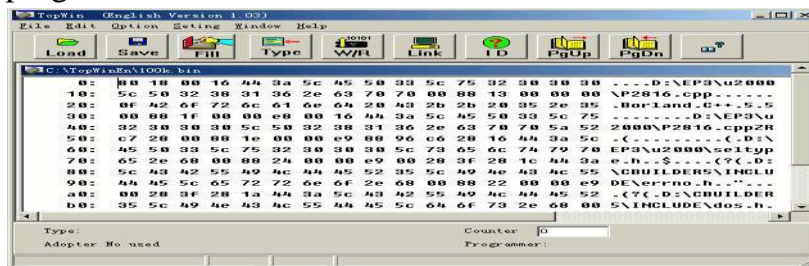 TopWin (English Version 1.03)
File Edit Option Seting Window Help
Load Save Fill Type W/R Link ID PgUp PgDn
C:\TopWinEn\100k.bin
0: 80 18 00 16 44 3a 5c 45 50 33 5c 75 32 30 30 30 ....D:\EP3\u2000
10: 5c 50 32 38 31 36 2e 63 70 70 00 88 13 00 00 00 \P2816.cpp......
20: 0f 42 6f 72 6c 61 6e 64 20 43 2b 2b 20 35 2e 35 .Borland.C++.5.5
30: 00 88 1f 00 00 e8 00 16 44 3a 5c 45 50 33 5c 75 ........D:\EP3\u
40: 32 30 30 30 5c 50 32 38 31 36 2e 63 70 70 5a 52 2000\P2816.cppZR
50: c7 28 00 88 1e 00 00 e9 00 88 96 c6 28 16 44 3a 5c .(..........(.D:\
60: 45 50 33 5c 75 32 30 30 30 5c 73 65 6c 74 79 70 EP3\u2000\seltyp
70: 65 2e 68 00 88 24 00 00 e9 00 28 3f 28 1c 44 3a e.h..$....(?(.D:
80: 5c 43 42 55 49 4c 44 45 52 35 5c 49 4e 43 4c 55 \CBUILDER5\INCLU
90: 44 45 5c 65 72 72 6e 6f 2e 68 00 88 22 00 00 e9 DE\errno.h.."...
a0: 00 28 3f 28 1a 44 3a 5c 43 42 55 49 4c 44 45 52 .(?(.D:\CBUILDER
b0: 35 5c 49 4e 43 4c 55 44 45 5c 64 6f 73 2e 68 00 5\INCLUDE\dos.h.
Type: Counter 0
Adopter No used Programmer: